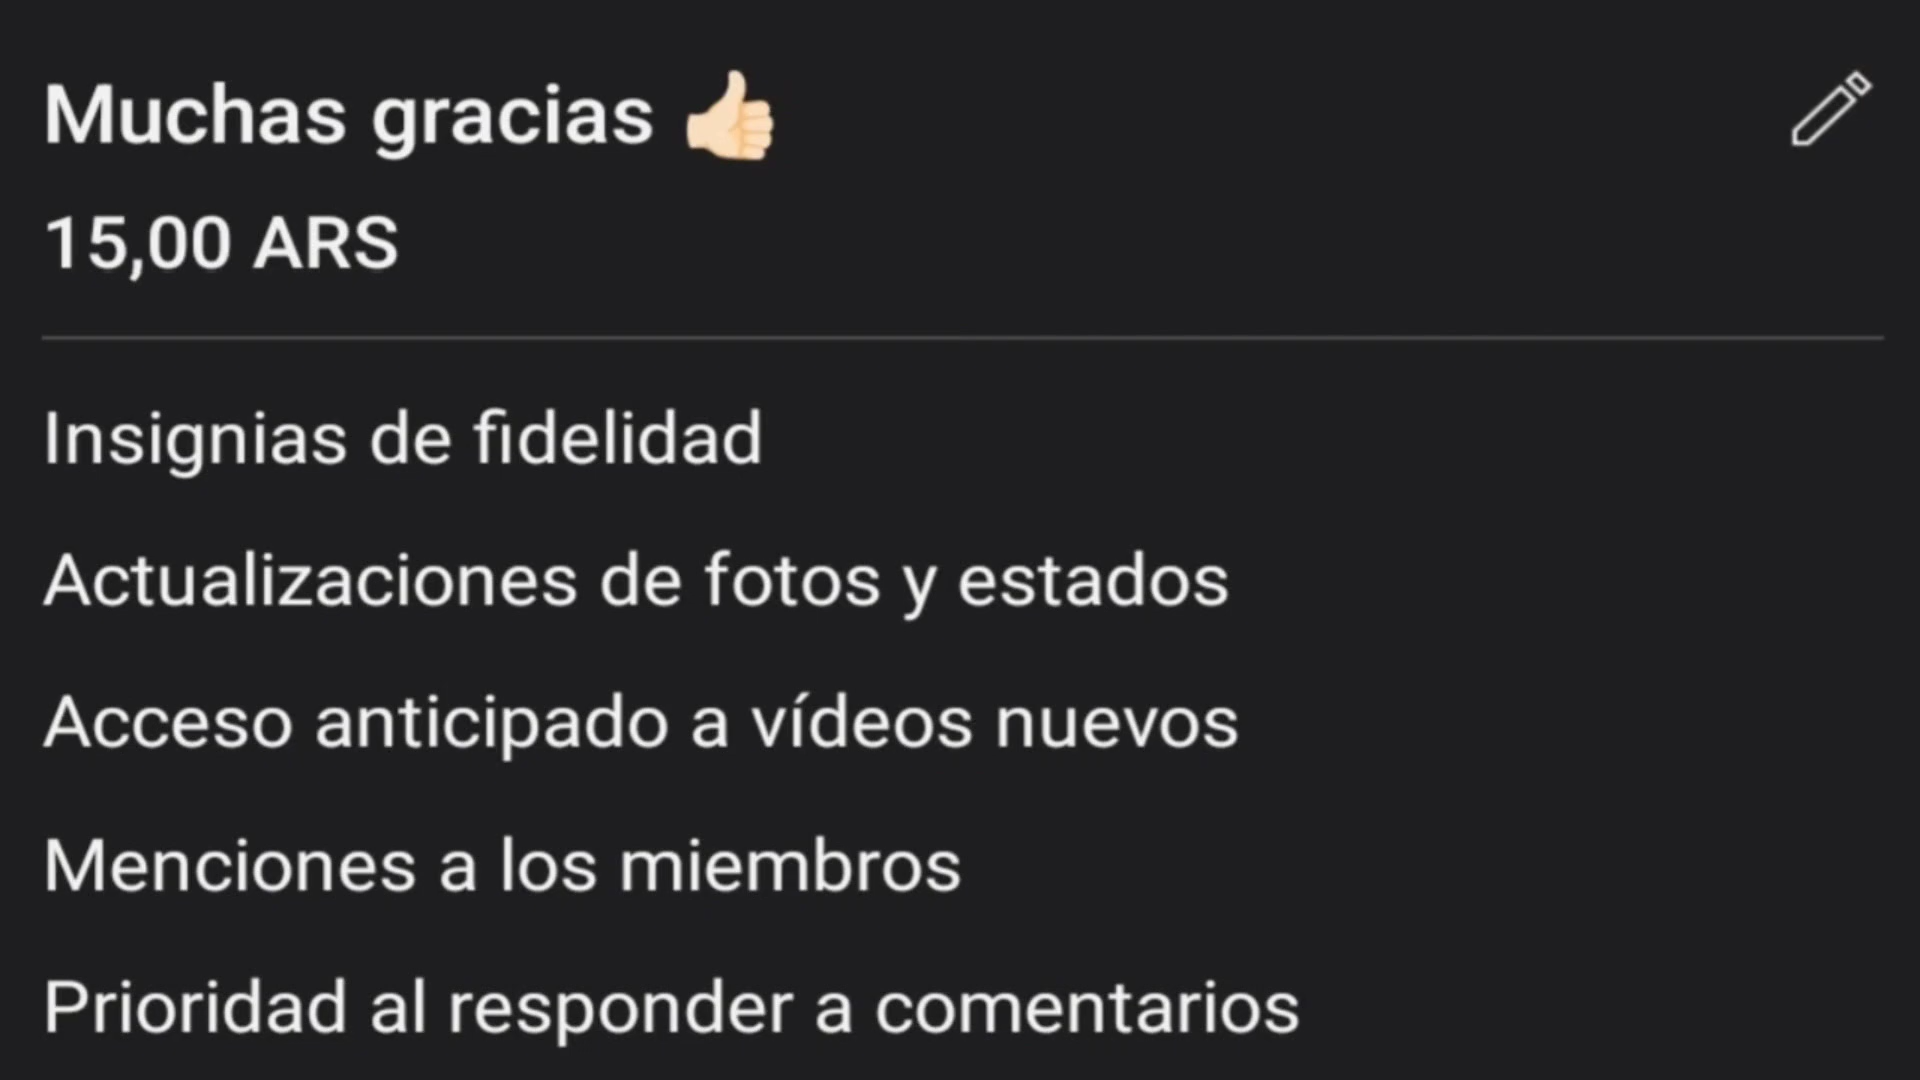 Muchas gracias 👍🏻
15,00 ARS
Insignias de fidelidad
Actualizaciones de fotos y estados
Acceso anticipado a vídeos nuevos
Menciones a los miembros
Prioridad al responder a comentarios